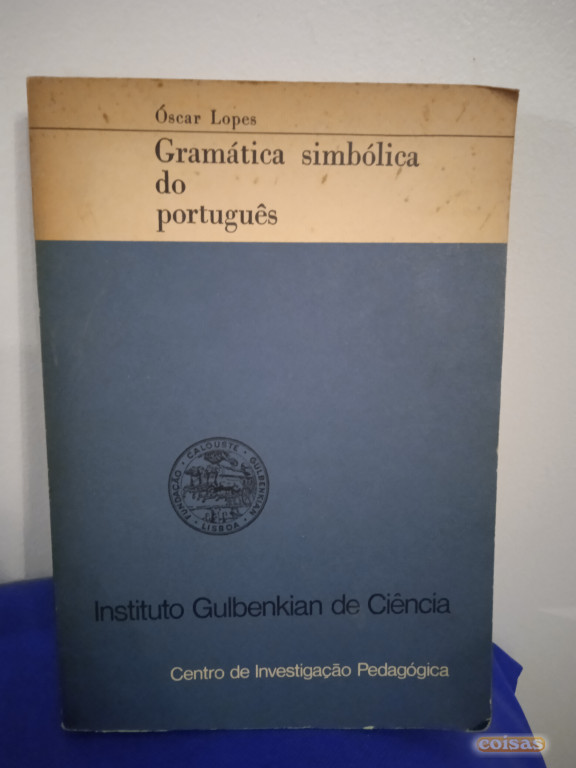 Óscar Lopes
Gramática simbólica
do
português
FUNDAÇÃO · CALOUSTE · GULBENKIAN · LISBOA ·
Instituto Gulbenkian de Ciência
Centro de Investigação Pedagógica
coisas